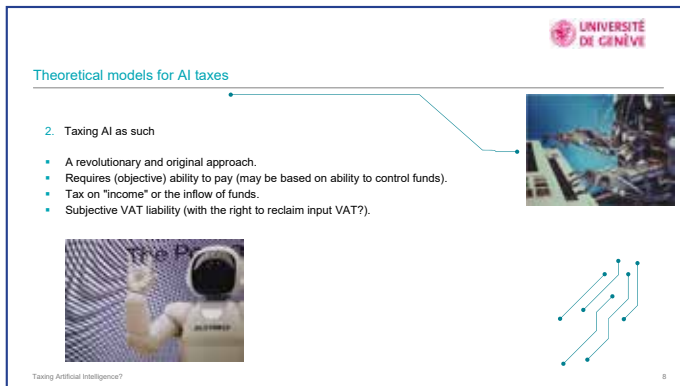 UNIVERSITÉ
DE GENÈVE
Theoretical models for AI taxes
2. Taxing AI as such
▪ A revolutionary and original approach.
▪ Requires (objective) ability to pay (may be based on ability to control funds).
▪ Tax on "income" or the inflow of funds.
▪ Subjective VAT liability (with the right to reclaim input VAT?).
The
Taxing Artificial Intelligence?
8